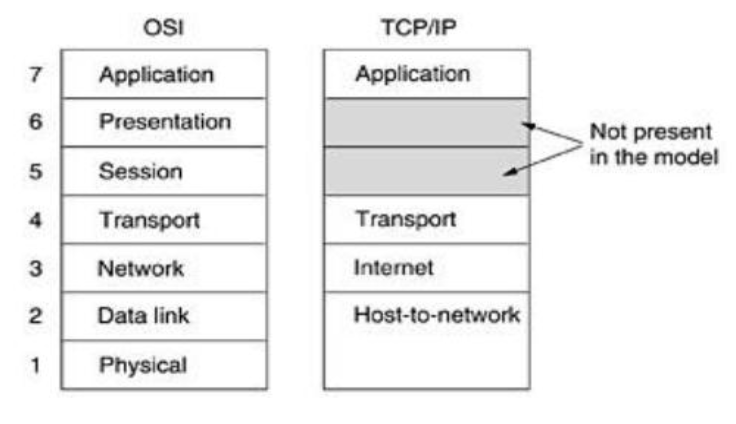 OSI TCP/IP
7 Application Application
6 Presentation
Not present
in the model
5 Session
4 Transport Transport
3 Network Internet
2 Data link Host-to-network
1 Physical